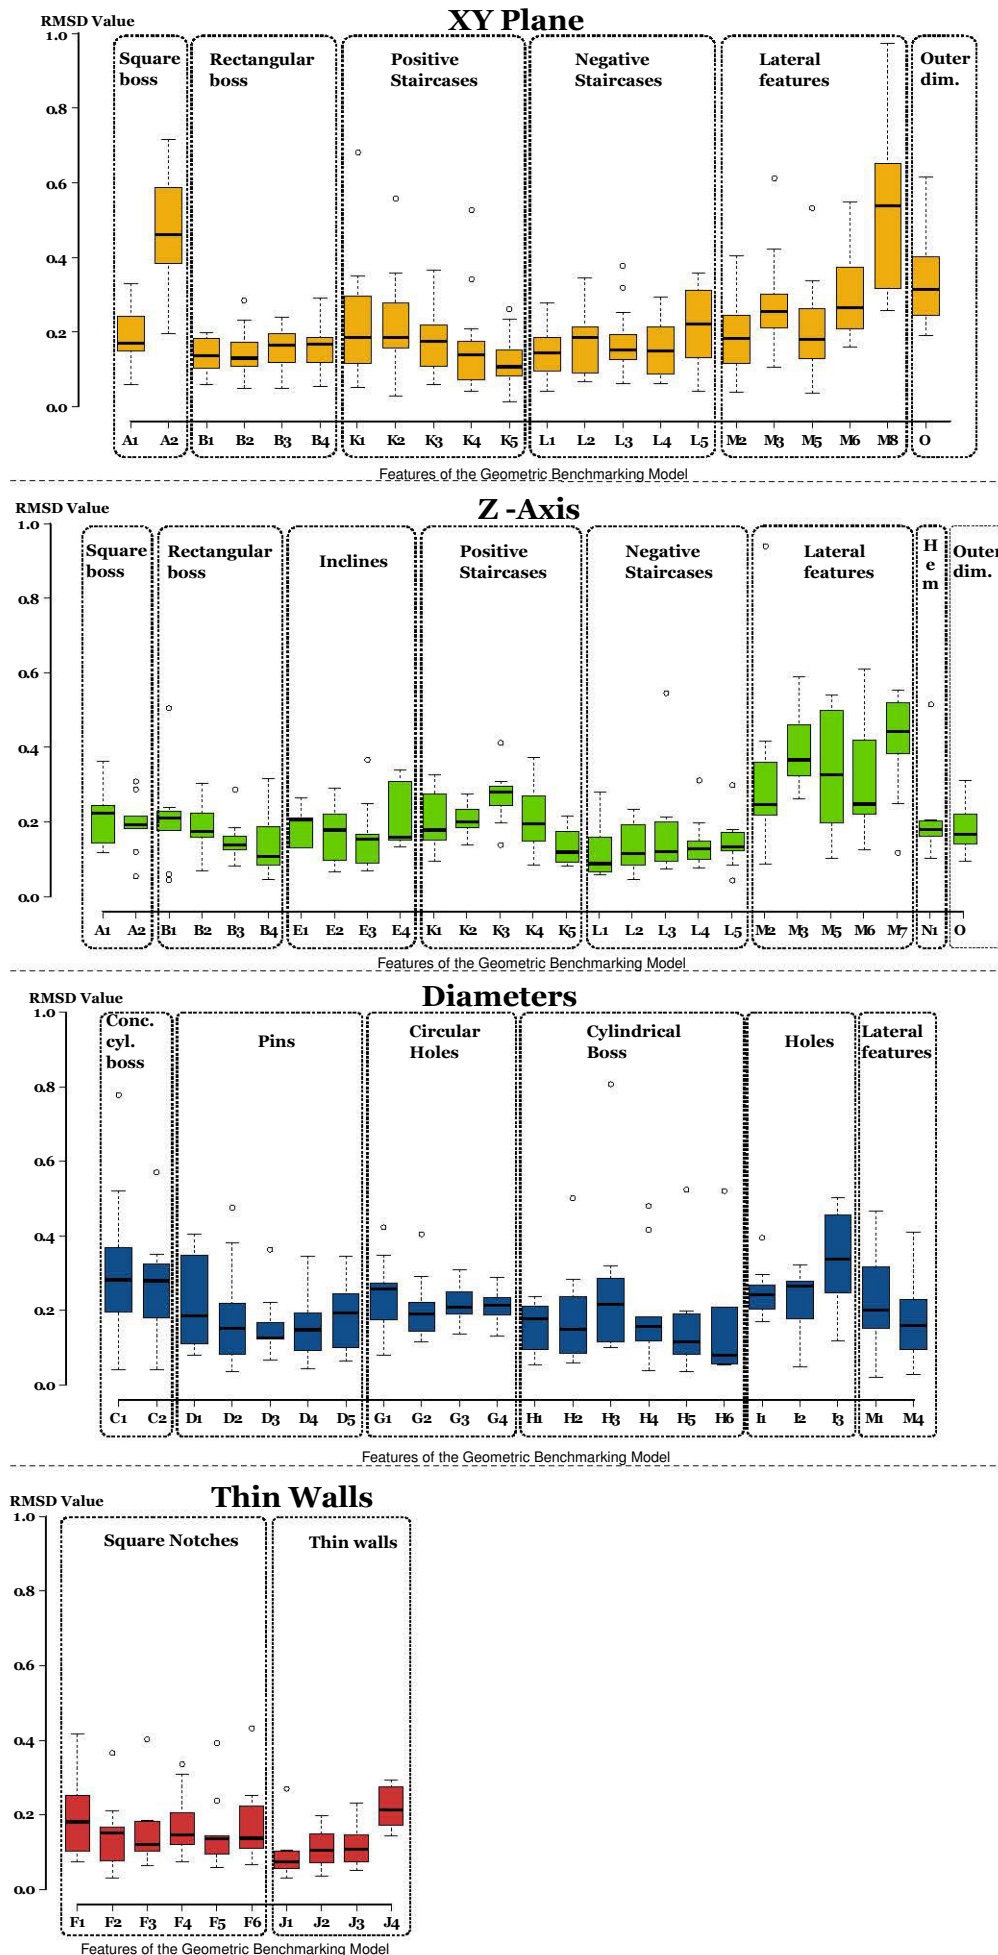 XY Plane
RMSD Value
1.0
Square boss
Rectangular boss
Positive Staircases
Negative Staircases
Lateral features
Outer dim.
0.8
0.6
0.4
0.2
0.0
A1 A2 B1 B2 B3 B4 K1 K2 K3 K4 K5 L1 L2 L3 L4 L5 M2 M3 M5 M6 M8 O
Features of the Geometric Benchmarking Model
Z -Axis
RMSD Value
1.0
Square boss
Rectangular boss
Inclines
Positive Staircases
Negative Staircases
Lateral features
Hem
Outer dim.
0.8
0.6
0.4
0.2
0.0
A1 A2 B1 B2 B3 B4 E1 E2 E3 E4 K1 K2 K3 K4 K5 L1 L2 L3 L4 L5 M2 M3 M5 M6 M7 N1 O
Features of the Geometric Benchmarking Model
Diameters
RMSD Value
1.0
Conc. cyl. boss
Pins
Circular Holes
Cylindrical Boss
Holes
Lateral features
0.8
0.6
0.4
0.2
0.0
C1 C2 D1 D2 D3 D4 D5 G1 G2 G3 G4 H1 H2 H3 H4 H5 H6 I1 I2 I3 M1 M4
Features of the Geometric Benchmarking Model
Thin Walls
RMSD Value
1.0
Square Notches
Thin walls
0.8
0.6
0.4
0.2
0.0
F1 F2 F3 F4 F5 F6 J1 J2 J3 J4
Features of the Geometric Benchmarking Model